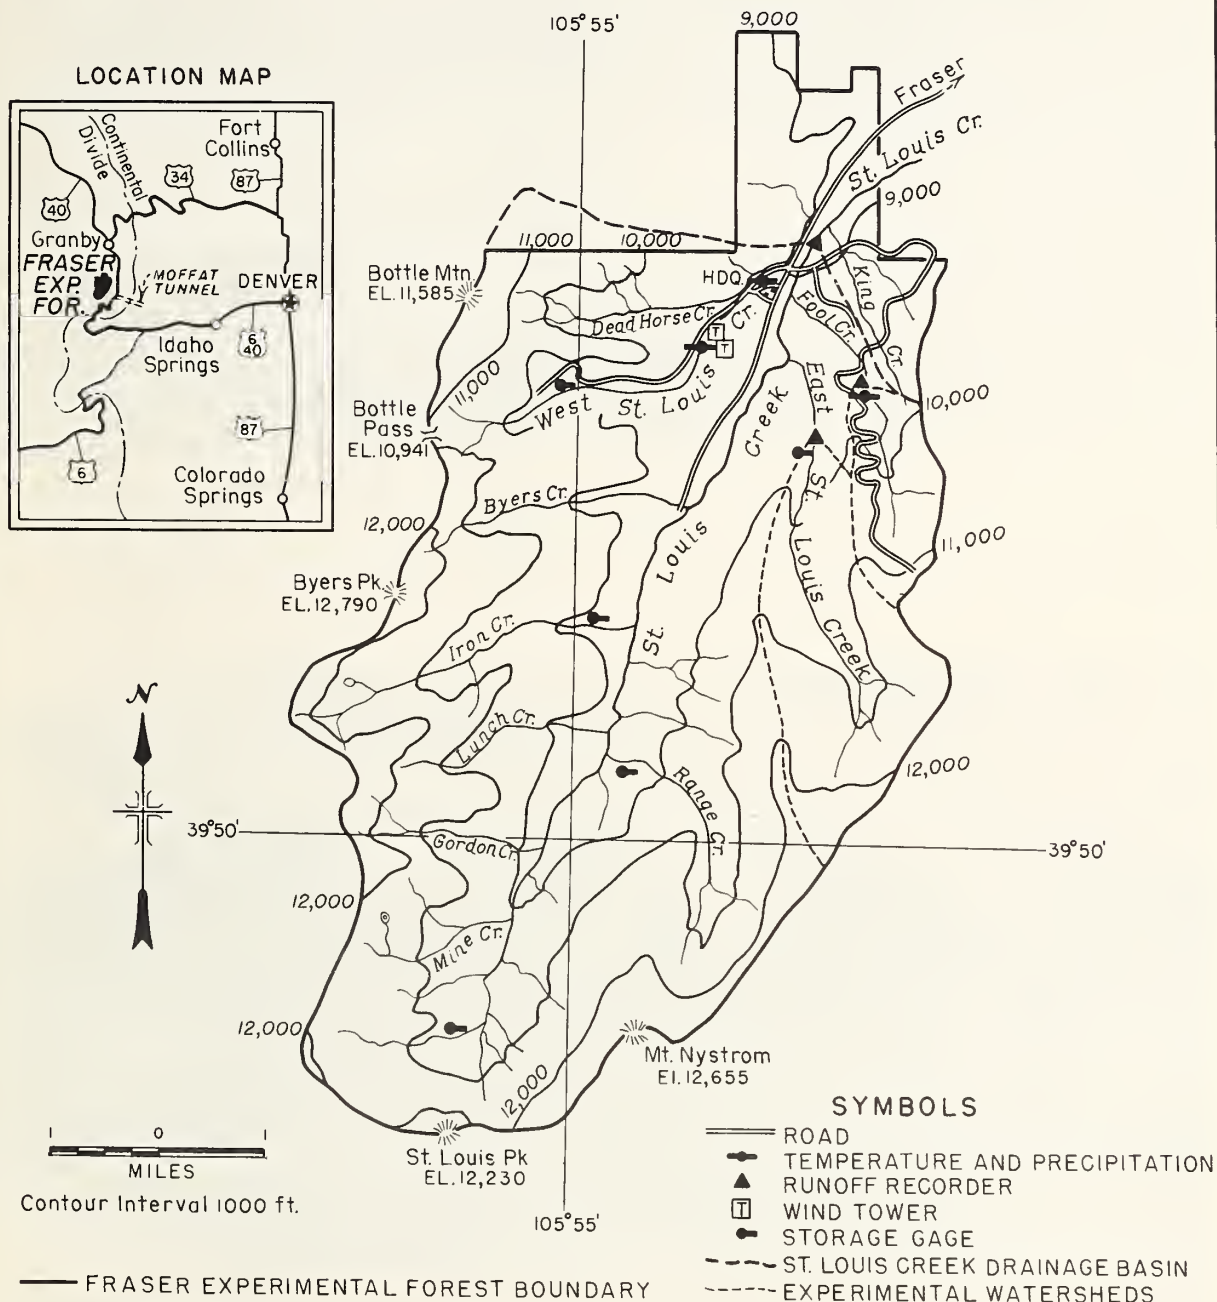 LOCATION MAP
Continental
Divide
Fort
Collins
34
87
40
Granby
FRASER
EXP.
FOR.
MOFFAT
TUNNEL
DENVER
Idaho
Springs
6
40
87
6
Colorado
Springs
105° 55'
9,000
Fraser
St. Louis Cr.
9,000
11,000
10,000
Bottle Mtn.
EL. 11,585
HDQ.
King
Cr.
Fool Cr.
Dead Horse Cr.
T
T
West St. Louis Cr.
11,000
10,000
Bottle
Pass
EL. 10,941
East
St.
Louis
Creek
Creek
Louis
St.
Byers Cr.
12,000
11,000
Byers Pk.
EL. 12,790
Iron Cr.
Lunch Cr.
Range Cr.
12,000
N
39° 50'
39° 50'
Gordon Cr.
12,000
Mine Cr.
12,000
Mt. Nystrom
El. 12,655
12,000
St. Louis Pk
EL. 12,230
105° 55'
1 0 1
MILES
Contour Interval 1000 ft.
FRASER EXPERIMENTAL FOREST BOUNDARY
SYMBOLS
ROAD
TEMPERATURE AND PRECIPITATION
RUNOFF RECORDER
T WIND TOWER
STORAGE GAGE
ST. LOUIS CREEK DRAINAGE BASIN
EXPERIMENTAL WATERSHEDS